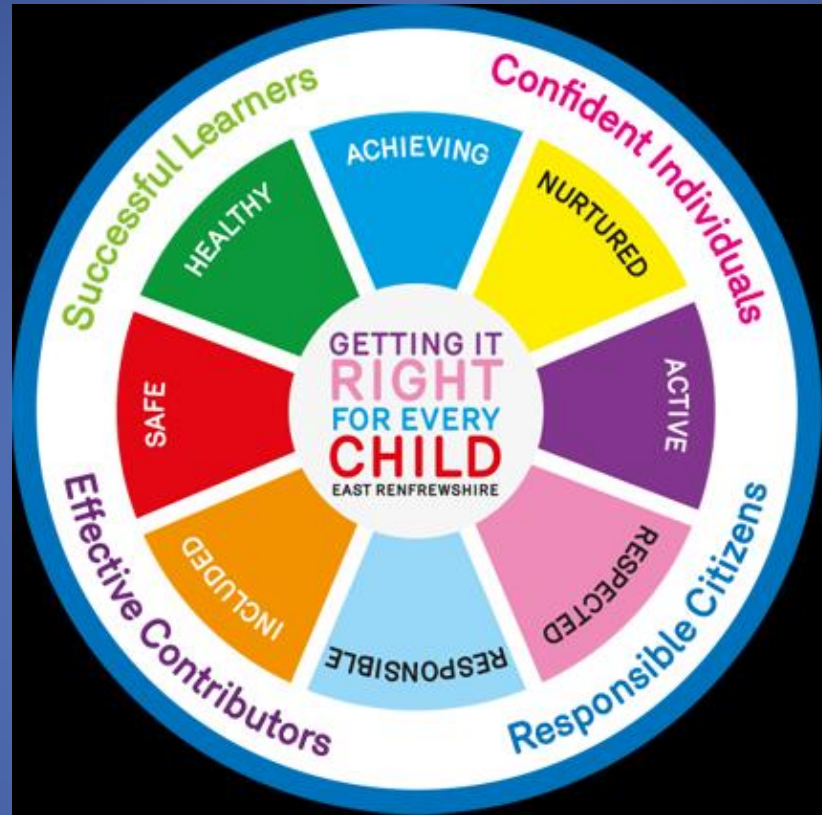 Successful Learners
Confident Individuals
ACHIEVING
NURTURED
ACTIVE
RESPECTED
RESPONSIBLE
INCLUDED
SAFE
HEALTHY
GETTING IT
RIGHT
FOR EVERY
CHILD
EAST RENFREWSHIRE
Effective Contributors
Responsible Citizens